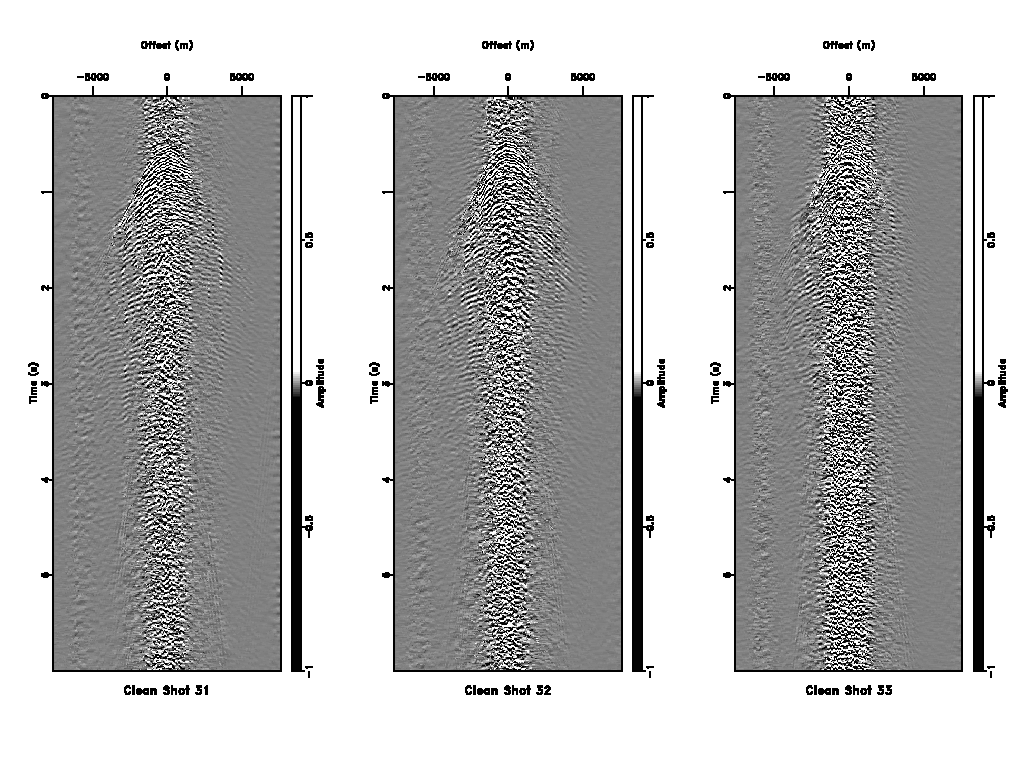 Offset (m) Offset (m) Offset (m)
−5000 0 5000 −5000 0 5000 −5000 0 5000
0 1 2 3 4 5 0 1 2 3 4 5 0 1 2 3 4 5
Time (s) Time (s) Time (s)
1 0.5 0 −0.5 −1 1 0.5 0 −0.5 −1 1 0.5 0 −0.5 −1
Amplitude Amplitude Amplitude
Clean Shot 31 Clean Shot 32 Clean Shot 33